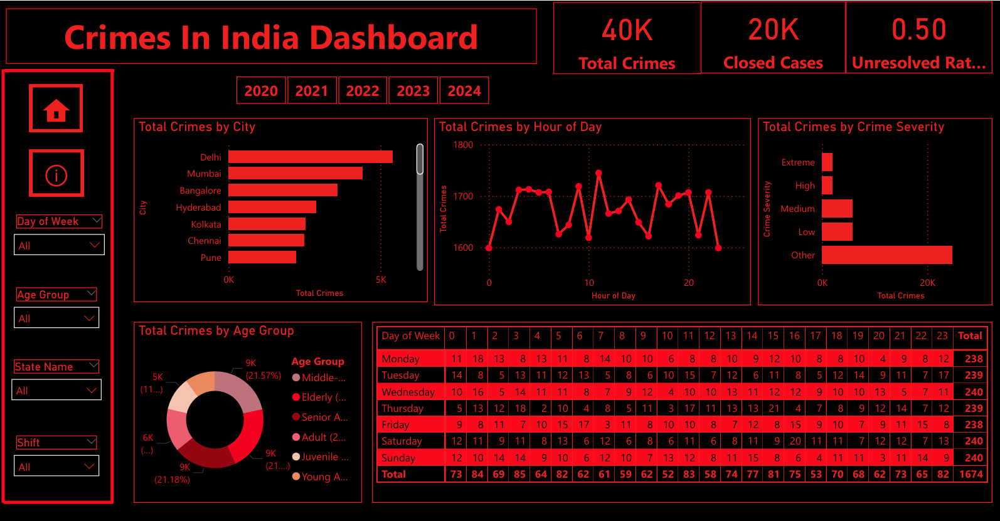 Crimes In India Dashboard
40K
Total Crimes
20K
Closed Cases
0.50
Unresolved Rat...
2020 2021 2022 2023 2024
Day of Week
All
Age Group
All
State Name
All
Shift
All
Total Crimes by City
City
Delhi
Mumbai
Bangalore
Hyderabad
Kolkata
Chennai
Pune
0K 5K
Total Crimes
Total Crimes by Hour of Day
Total Crimes
1800
1700
1600
0 10 20
Hour of Day
Total Crimes by Crime Severity
Crime Severity
Extreme
High
Medium
Low
Other
0K 20K
Total Crimes
Total Crimes by Age Group
9K
(21.57%)
9K
(21....)
9K
(21.18%)
6K
(...)
5K
(11...)
Age Group
Middle-...
Elderly (...
Senior A...
Adult (2...
Juvenile ...
Young A...
Day of Week 0 1 2 3 4 5 6 7 8 9 10 11 12 13 14 15 16 17 18 19 20 21 22 23 Total
Monday 11 18 13 8 13 11 8 14 10 10 6 8 8 10 9 12 10 8 8 10 4 9 8 12 238
Tuesday 14 8 5 13 11 12 13 5 8 6 10 15 7 12 6 11 8 5 12 14 9 11 7 17 239
Wednesday 10 16 5 14 11 11 8 7 9 12 4 10 10 13 11 12 12 9 10 10 13 5 7 11 240
Thursday 5 13 12 18 2 10 4 8 5 11 3 17 11 13 13 21 4 7 8 9 12 14 7 12 239
Friday 9 8 11 7 10 15 17 3 11 8 10 10 8 7 12 8 15 9 10 7 9 11 15 8 238
Saturday 12 11 9 11 8 13 6 12 6 8 6 11 6 8 11 9 20 11 11 7 12 12 7 13 240
Sunday 12 10 14 14 9 10 6 12 10 7 13 12 8 11 15 8 6 4 11 11 3 11 14 9 240
Total 73 84 69 85 64 82 62 61 59 62 52 83 58 74 77 81 75 53 70 68 62 73 65 82 1674